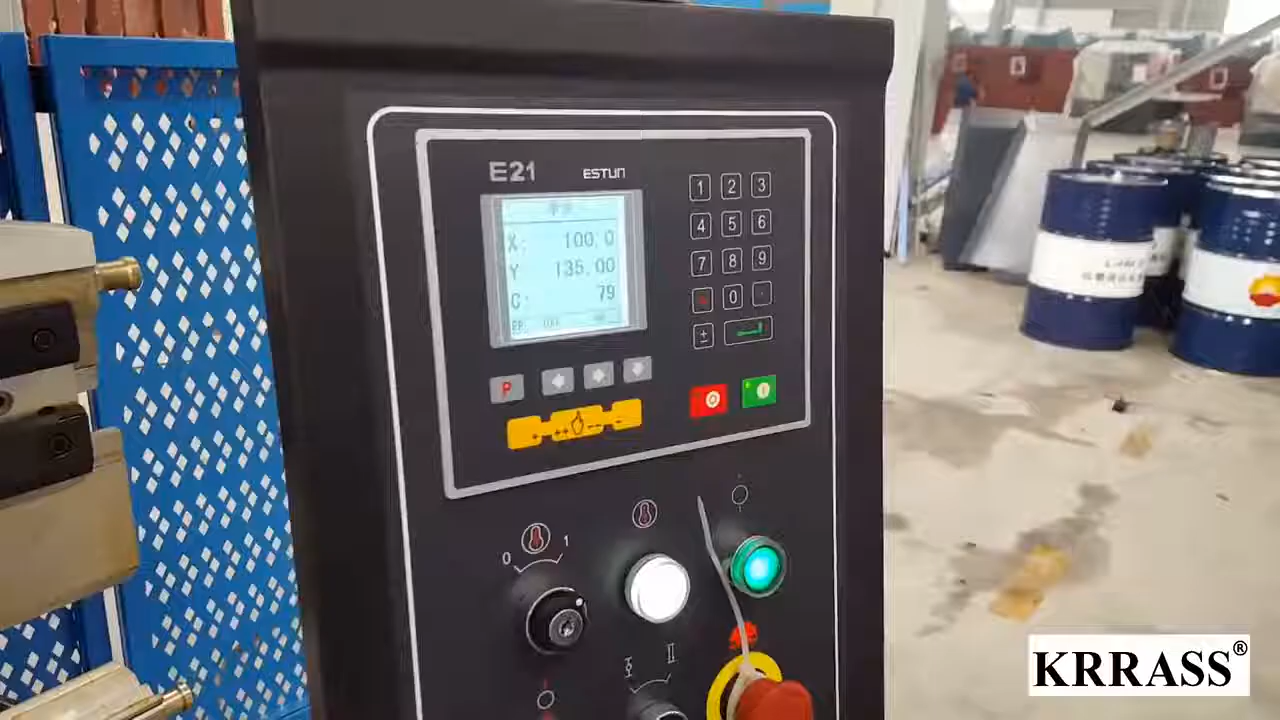 E21 ESTUN
X: 100.0
Y 135.00
C: 79
PP:
1 2 3
4 5 6
7 8 9
0 .
±
P
0 1
KRRASS®